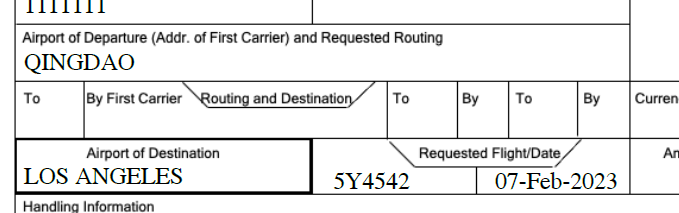 1111111
Airport of Departure (Addr. of First Carrier) and Requested Routing
QINGDAO
To By First Carrier Routing and Destination To By To By Curren
Airport of Destination Requested Flight/Date An
LOS ANGELES 5Y4542 07-Feb-2023
Handling Information